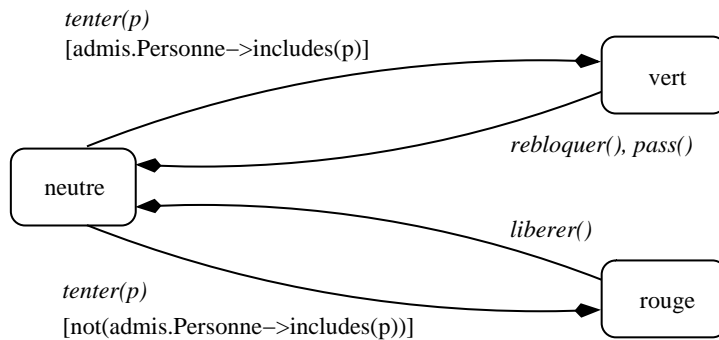 tenter(p)
[admis.Personne−>includes(p)]
vert
rebloquer(), pass()
neutre
liberer()
tenter(p)
rouge
[not(admis.Personne−>includes(p))]